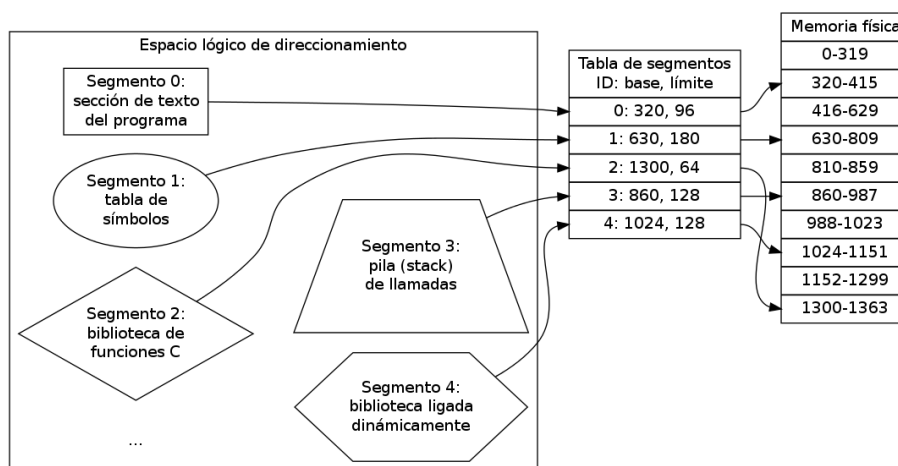 Espacio lógico de direccionamiento
Segmento 0:
sección de texto
del programa
Segmento 1:
tabla de
símbolos
Segmento 2:
biblioteca de
funciones C
...
Segmento 3:
pila (stack)
de llamadas
Segmento 4:
biblioteca ligada
dinámicamente
Tabla de segmentos
ID: base, límite
0: 320, 96
1: 630, 180
2: 1300, 64
3: 860, 128
4: 1024, 128
Memoria física
0-319
320-415
416-629
630-809
810-859
860-987
988-1023
1024-1151
1152-1299
1300-1363